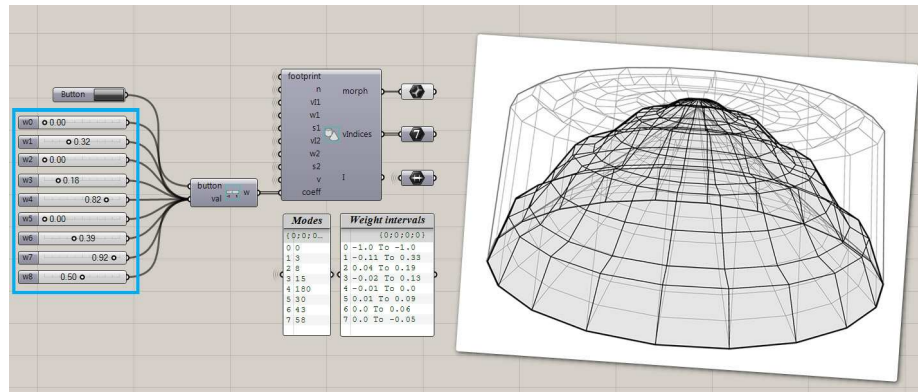 Button
w0 0.00
w1 0.32
w2 0.00
w3 0.18
w4 0.82
w5 0.00
w6 0.39
w7 0.92
w8 0.50
button
val
w
footprint
n
vl1
w1
s1
vl2
w2
s2
v
coeff
morph
vIndices
I
7
Modes
{0;0;0...
0 0
1 3
2 8
3 15
4 180
5 30
6 43
7 58
Weight intervals
{0;0;0;0}
0 -1.0 To -1.0
1 -0.11 To 0.33
2 0.04 To 0.19
3 -0.02 To 0.13
4 -0.01 To 0.0
5 0.01 To 0.09
6 0.0 To 0.06
7 0.0 To -0.05